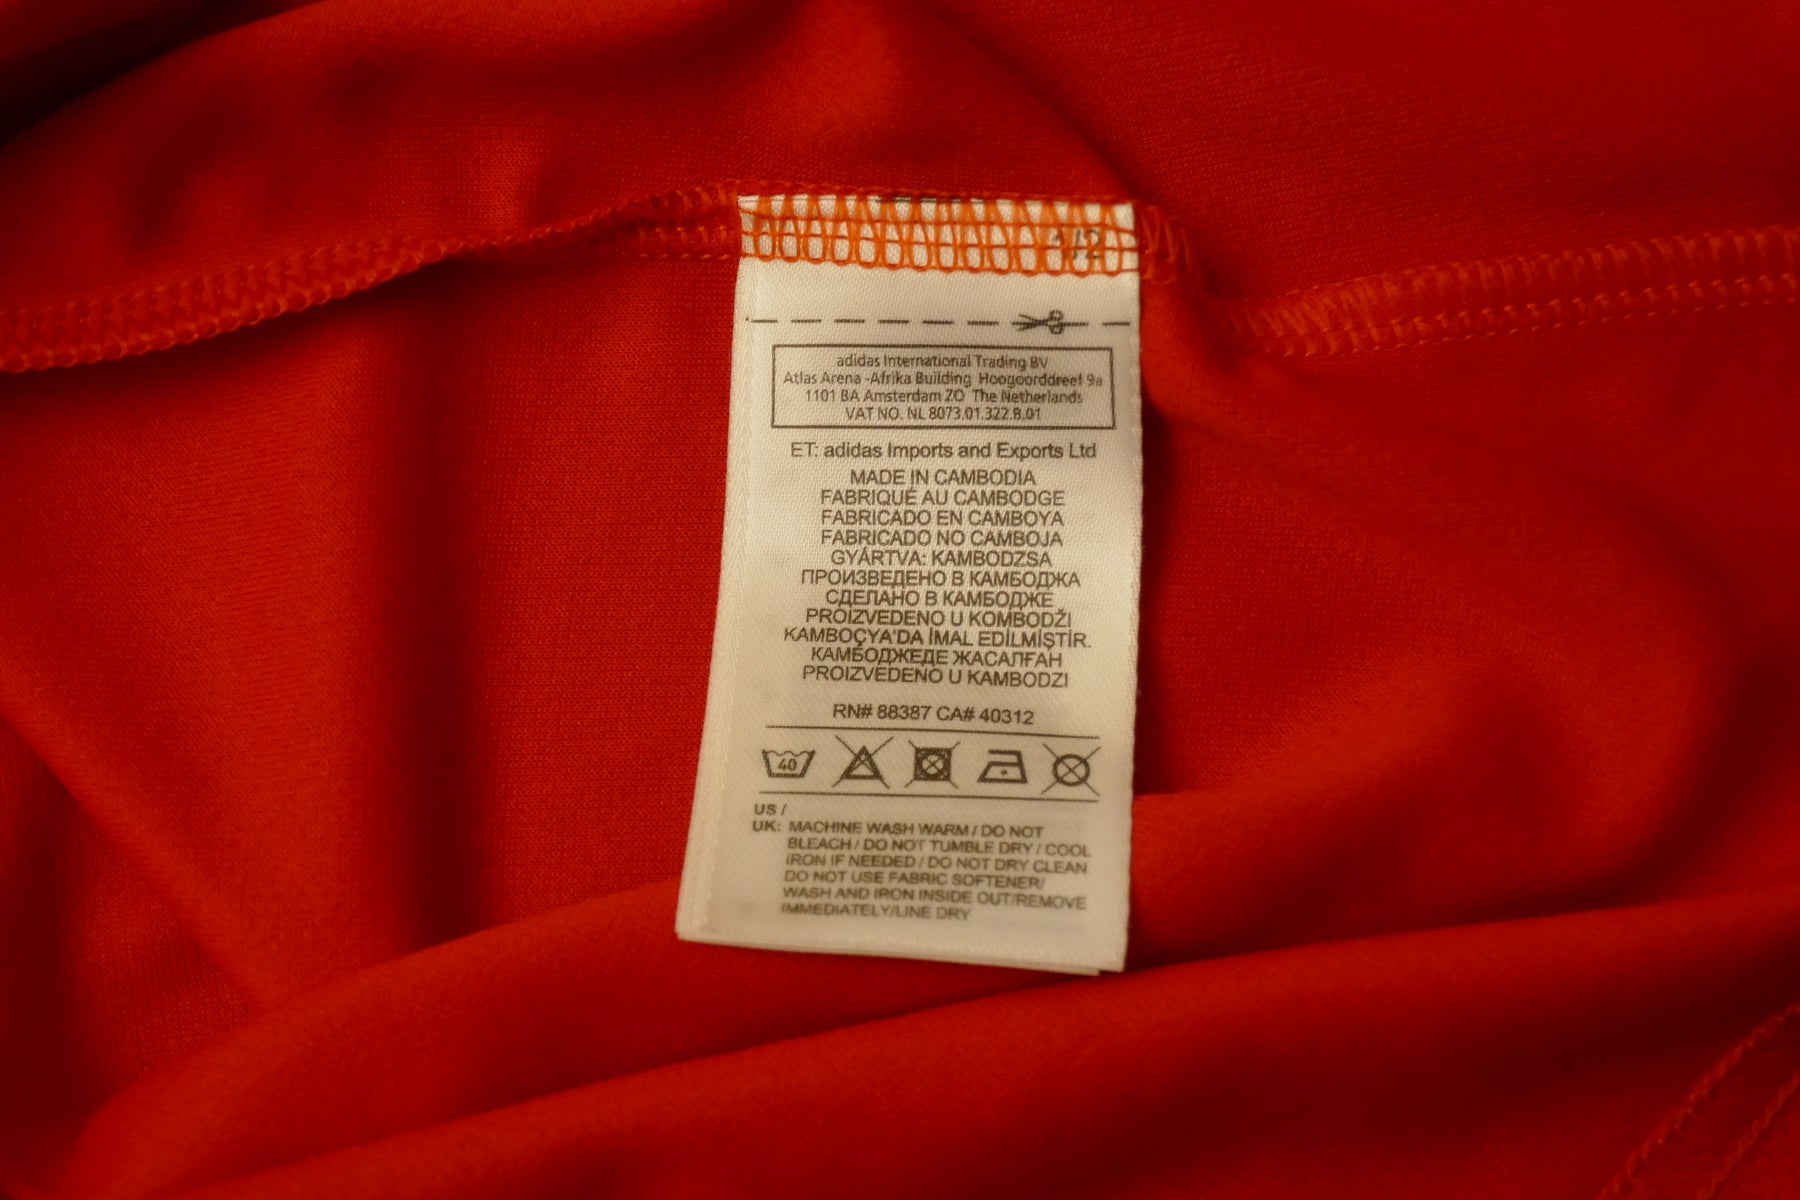 1/2
adidas International Trading BV
Atlas Arena -Afrika Building Hoogoorddreef 9a
1101 BA Amsterdam ZO The Netherlands
VAT NO. NL 8073.01.322.B.01
ET: adidas Imports and Exports Ltd
MADE IN CAMBODIA
FABRIQUÉ AU CAMBODGE
FABRICADO EN CAMBOYA
FABRICADO NO CAMBOJA
GYÁRTVA: KAMBODZSA
ПРОИЗВЕДЕНО В КАМБОДЖА
СДЕЛАНО В КАМБОДЖЕ
PROIZVEDENO U KOMBODŽI
KAMBOÇYA'DA İMAL EDİLMİŞTİR.
КАМБОДЖЕДЕ ЖАСАЛҒАН
PROIZVEDENO U KAMBODZI
RN# 88387 CA# 40312
40
US /
UK: MACHINE WASH WARM / DO NOT
BLEACH / DO NOT TUMBLE DRY / COOL
IRON IF NEEDED / DO NOT DRY CLEAN
DO NOT USE FABRIC SOFTENER/
WASH AND IRON INSIDE OUT/REMOVE
IMMEDIATELY/LINE DRY